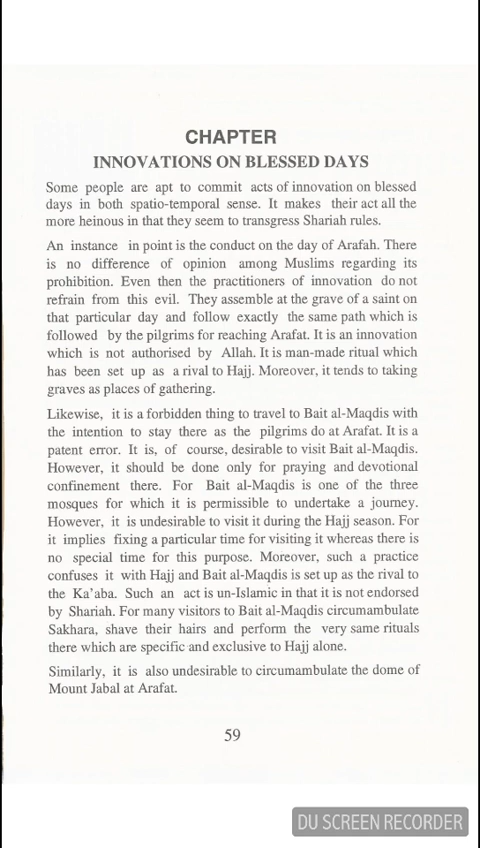 CHAPTER
INNOVATIONS ON BLESSED DAYS
Some people are apt to commit acts of innovation on blessed
days in both spatio-temporal sense. It makes their act all the
more heinous in that they seem to transgress Shariah rules.
An instance in point is the conduct on the day of Arafah. There
is no difference of opinion among Muslims regarding its
prohibition. Even then the practitioners of innovation do not
refrain from this evil. They assemble at the grave of a saint on
that particular day and follow exactly the same path which is
followed by the pilgrims for reaching Arafat. It is an innovation
which is not authorised by Allah. It is man-made ritual which
has been set up as a rival to Hajj. Moreover, it tends to taking
graves as places of gathering.
Likewise, it is a forbidden thing to travel to Bait al-Maqdis with
the intention to stay there as the pilgrims do at Arafat. It is a
patent error. It is, of course, desirable to visit Bait al-Maqdis.
However, it should be done only for praying and devotional
confinement there. For Bait al-Maqdis is one of the three
mosques for which it is permissible to undertake a journey.
However, it is undesirable to visit it during the Hajj season. For
it implies fixing a particular time for visiting it whereas there is
no special time for this purpose. Moreover, such a practice
confuses it with Hajj and Bait al-Maqdis is set up as the rival to
the Ka'aba. Such an act is un-Islamic in that it is not endorsed
by Shariah. For many visitors to Bait al-Maqdis circumambulate
Sakhara, shave their hairs and perform the very same rituals
there which are specific and exclusive to Hajj alone.
Similarly, it is also undesirable to circumambulate the dome of
Mount Jabal at Arafat.
59
DU SCREEN RECORDER